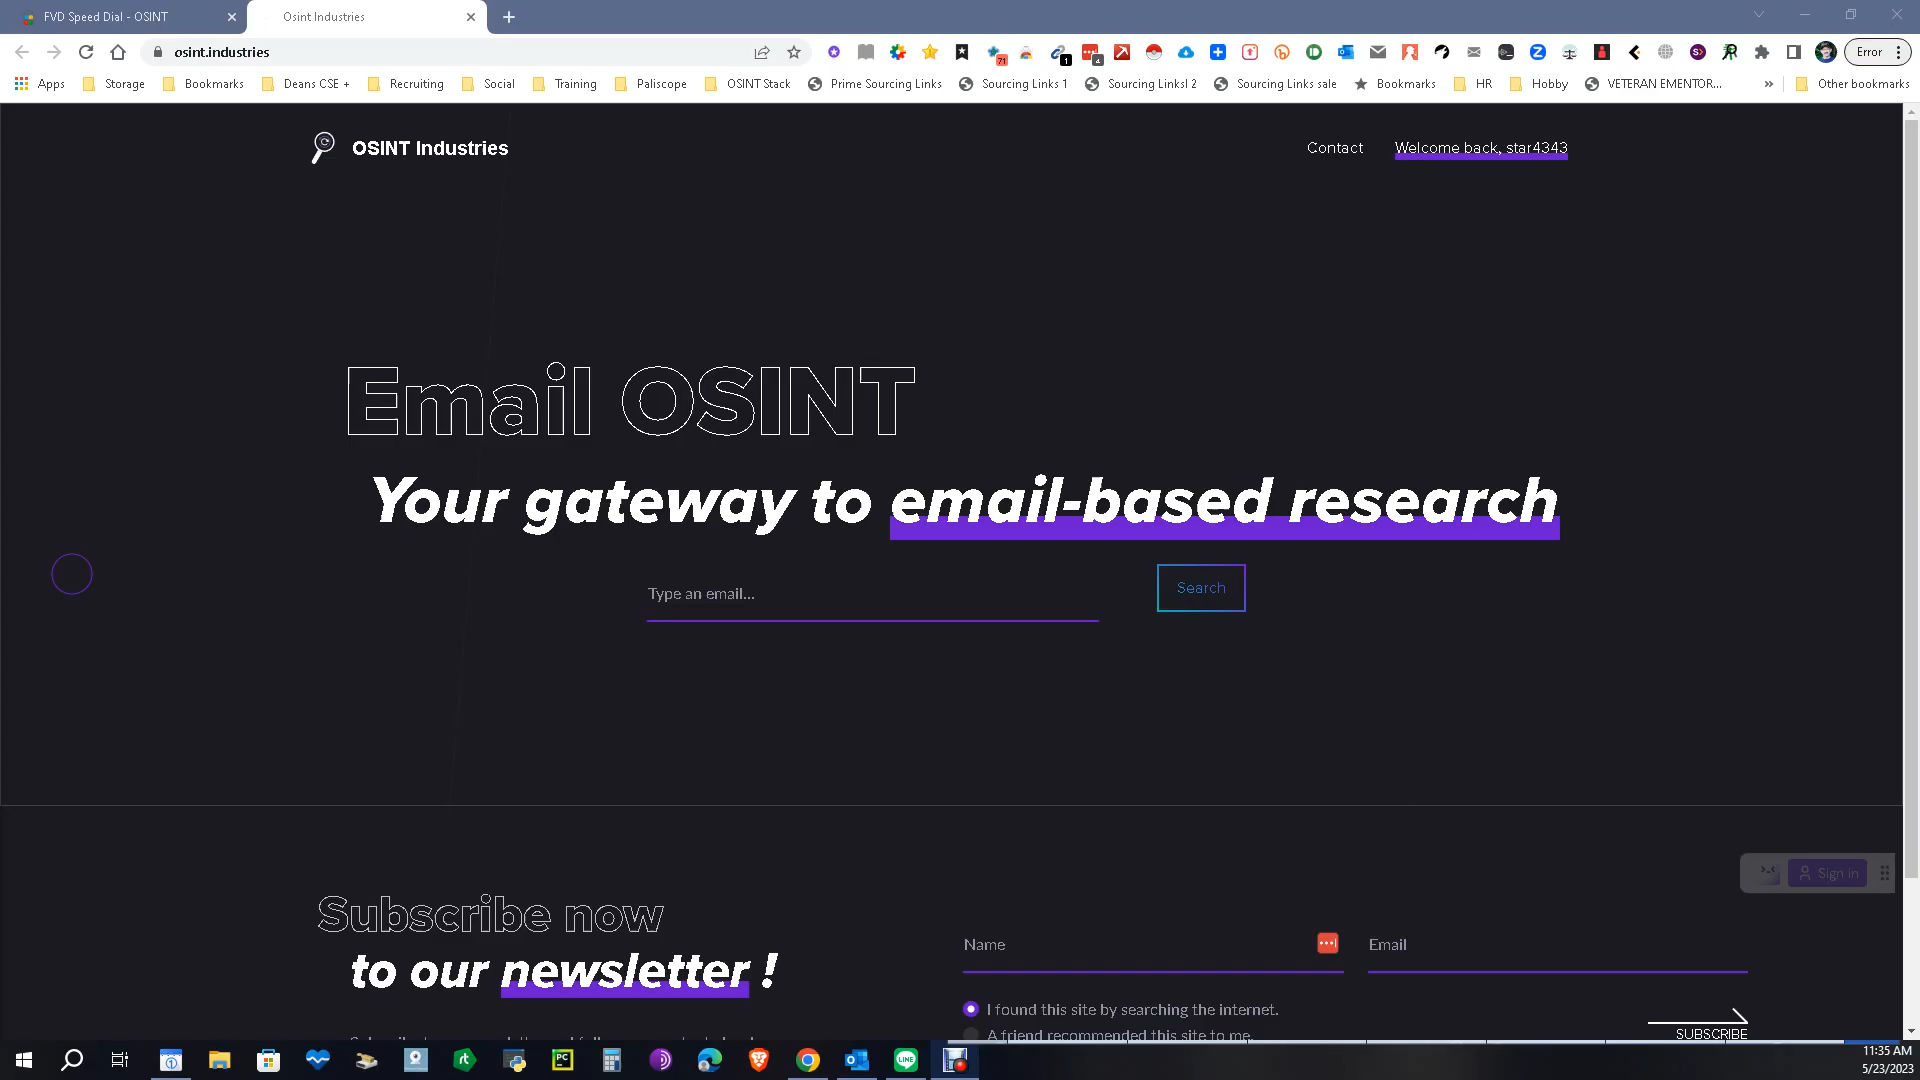 FVD Speed Dial - OSINT
Osint Industries
osint.industries
71
1
4
Error
Apps
Storage
Bookmarks
Deans CSE +
Recruiting
Social
Training
Paliscope
OSINT Stack
Prime Sourcing Links
Sourcing Links 1
Sourcing Linksl 2
Sourcing Links sale
Bookmarks
HR
Hobby
VETERAN EMENTOR...
»
Other bookmarks
OSINT Industries
Contact
Welcome back, star4343
Email OSINT
Your gateway to email-based research
Type an email...
Search
Sign in
Subscribe now
to our newsletter !
Name
Email
I found this site by searching the internet.
A friend recommended this site to me.
SUBSCRIBE
11:35 AM
5/23/2023